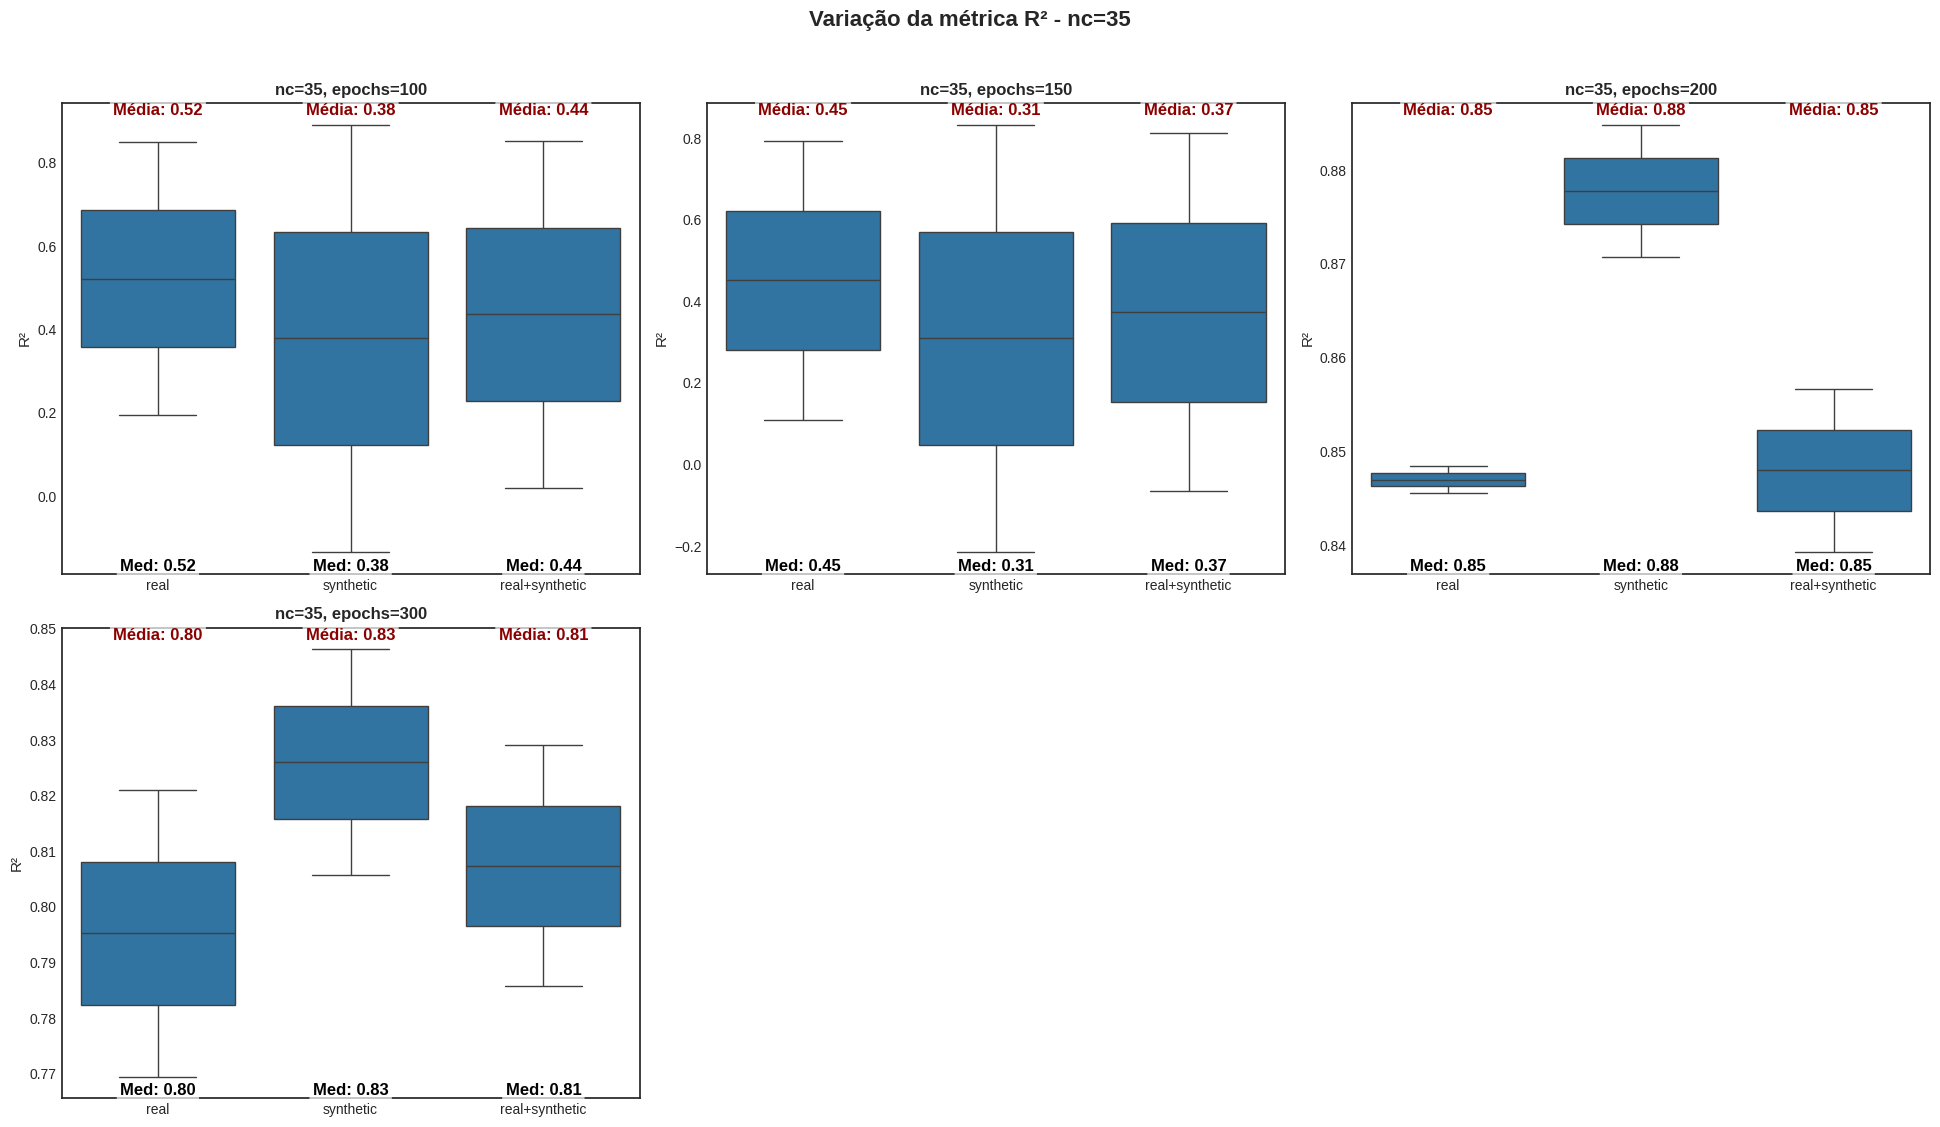 Variação da métrica R² - nc=35
nc=35, epochs=100
Média: 0.52 Média: 0.38 Média: 0.44
0.8
0.6
0.4
0.2
0.0
R²
Med: 0.52 Med: 0.38 Med: 0.44
real synthetic real+synthetic
nc=35, epochs=150
Média: 0.45 Média: 0.31 Média: 0.37
0.8
0.6
0.4
0.2
0.0
−0.2
R²
Med: 0.45 Med: 0.31 Med: 0.37
real synthetic real+synthetic
nc=35, epochs=200
Média: 0.85 Média: 0.88 Média: 0.85
0.88
0.87
0.86
0.85
0.84
R²
Med: 0.85 Med: 0.88 Med: 0.85
real synthetic real+synthetic
nc=35, epochs=300
Média: 0.80 Média: 0.83 Média: 0.81
0.85
0.84
0.83
0.82
0.81
0.80
0.79
0.78
0.77
R²
Med: 0.80 Med: 0.83 Med: 0.81
real synthetic real+synthetic